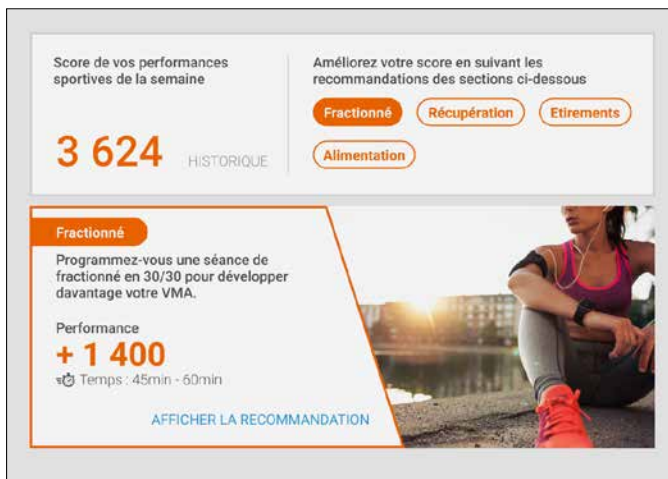 Score de vos performances
sportives de la semaine
3 624 HISTORIQUE
Améliorez votre score en suivant les
recommandations des sections ci-dessous
Fractionné Récupération Etirements
Alimentation
Fractionné
Programmez-vous une séance de
fractionné en 30/30 pour développer
davantage votre VMA.
Performance
+ 1 400
Temps : 45min - 60min
AFFICHER LA RECOMMANDATION